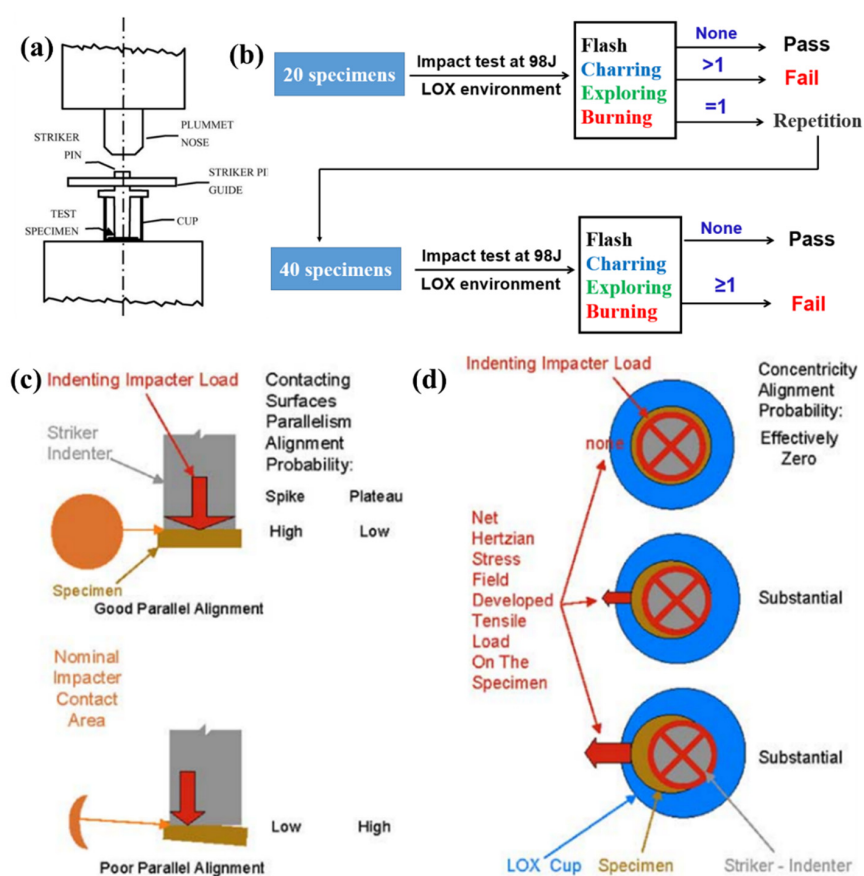 (a)
STRIKER
PIN
PLUMMET
NOSE
STRIKER PI
GUIDE
TEST
SPECIMEN
CUP
(b)
20 specimens
Impact test at 98J
LOX environment
Flash
Charring
Exploring
Burning
None
Pass
>1
Fail
=1
Repetition
40 specimens
Impact test at 98J
LOX environment
Flash
Charring
Exploring
Burning
None
Pass
≥1
Fail
(c)
Indenting Impacter Load
Striker
Indenter
Contacting
Surfaces
Parallelism
Alignment
Probability:
Spike Plateau
High Low
Specimen
Good Parallel Alignment
Nominal
Impacter
Contact
Area
Low High
Poor Parallel Alignment
(d)
Indenting Impacter Load
Concentricity
Alignment
Probability:
Effectively
Zero
none
Net
Hertzian
Stress
Field
Developed
Tensile
Load
On The
Specimen
Substantial
Substantial
LOX Cup
Specimen
Striker - Indenter